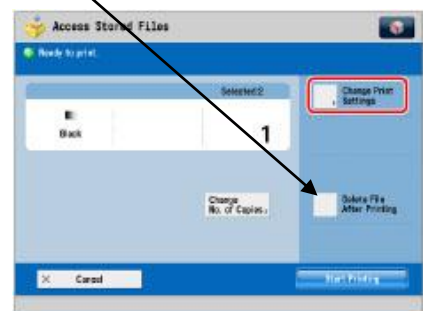 Access Stored Files
Ready to print.
Selected:2
Change Print
Settings
Black
1
Change
No. of Copies
Delete File
After Printing
× Cancel
Start Printing